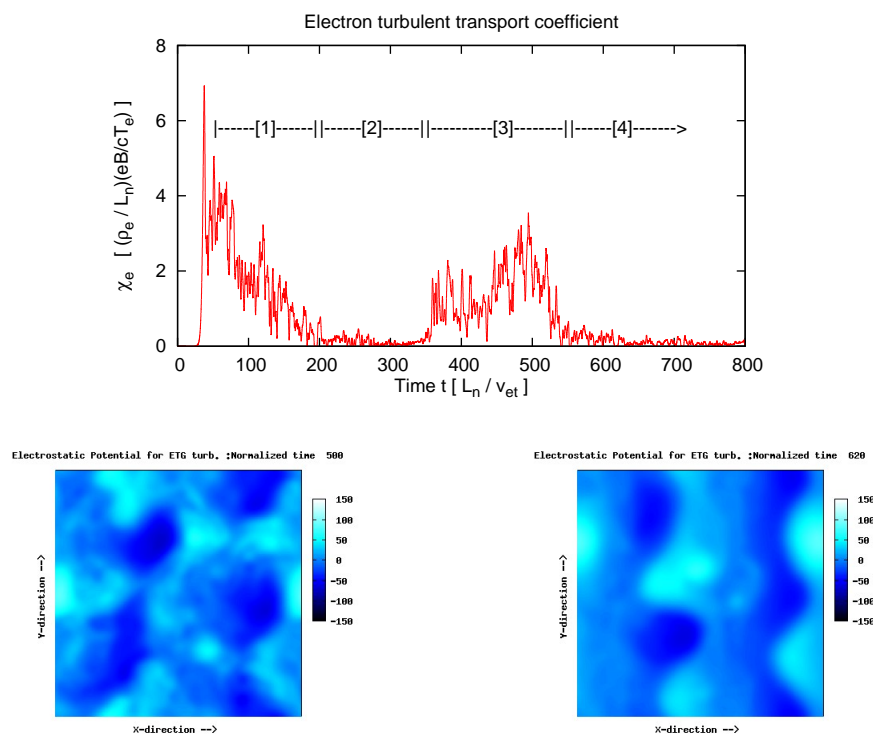 Electron turbulent transport coefficient
8
6
4
2
0
χe [ (ρe / Ln)(eB/cTe) ]
|------[1]------||------[2]------||---------[3]-------||------[4]------>
0 100 200 300 400 500 600 700 800
Time t [ Ln / vet ]
Electrostatic Potential for ETG turb. :Normalized time 500
Y-direction -->
X-direction -->
150
100
50
0
-50
-100
-150
Electrostatic Potential for ETG turb. :Normalized time 620
Y-direction -->
X-direction -->
150
100
50
0
-50
-100
-150